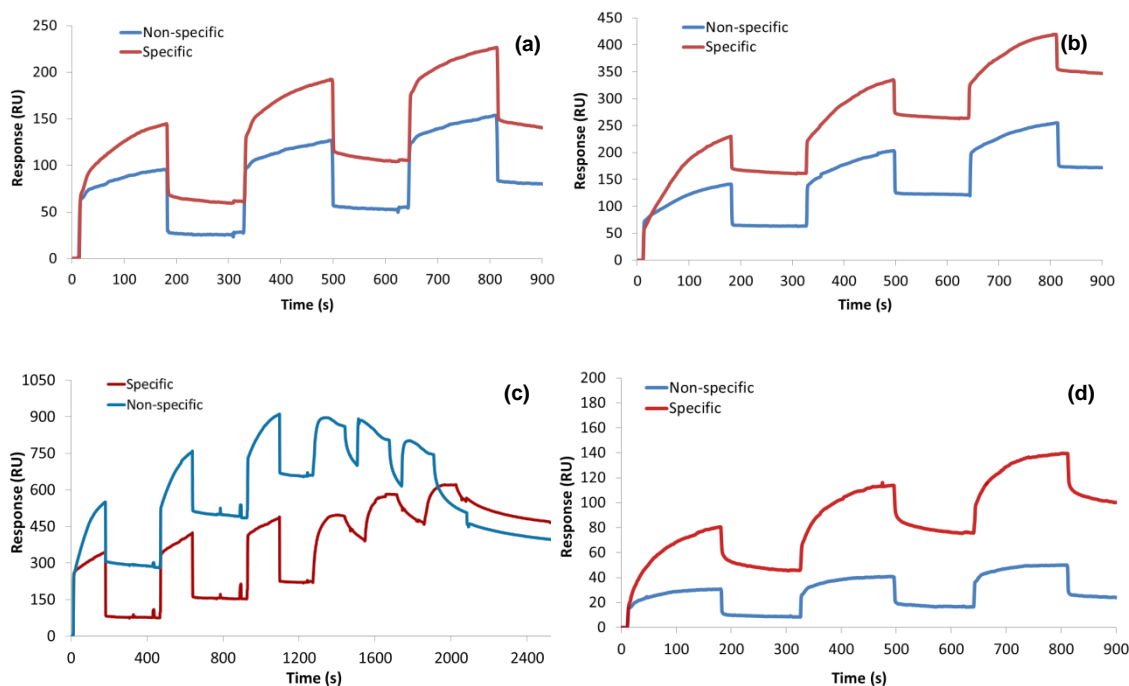 250
200
150
100
50
0
Response (RU)
Non-specific
Specific
(a)
0 100 200 300 400 500 600 700 800 900
Time (s)
450
400
350
300
250
200
150
100
50
0
Response (RU)
Non-specific
Specific
(b)
0 100 200 300 400 500 600 700 800 900
Time (s)
1050
900
750
600
450
300
150
0
Response (RU)
Specific
Non-specific
(c)
0 400 800 1200 1600 2000 2400
Time (s)
200
180
160
140
120
100
80
60
40
20
0
Response (RU)
Non-specific
Specific
(d)
0 100 200 300 400 500 600 700 800 900
Time (s)